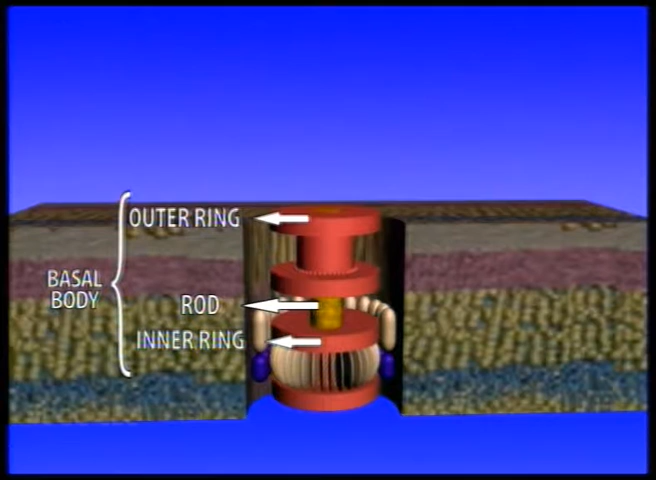 OUTER RING
BASAL
BODY
ROD
INNER RING